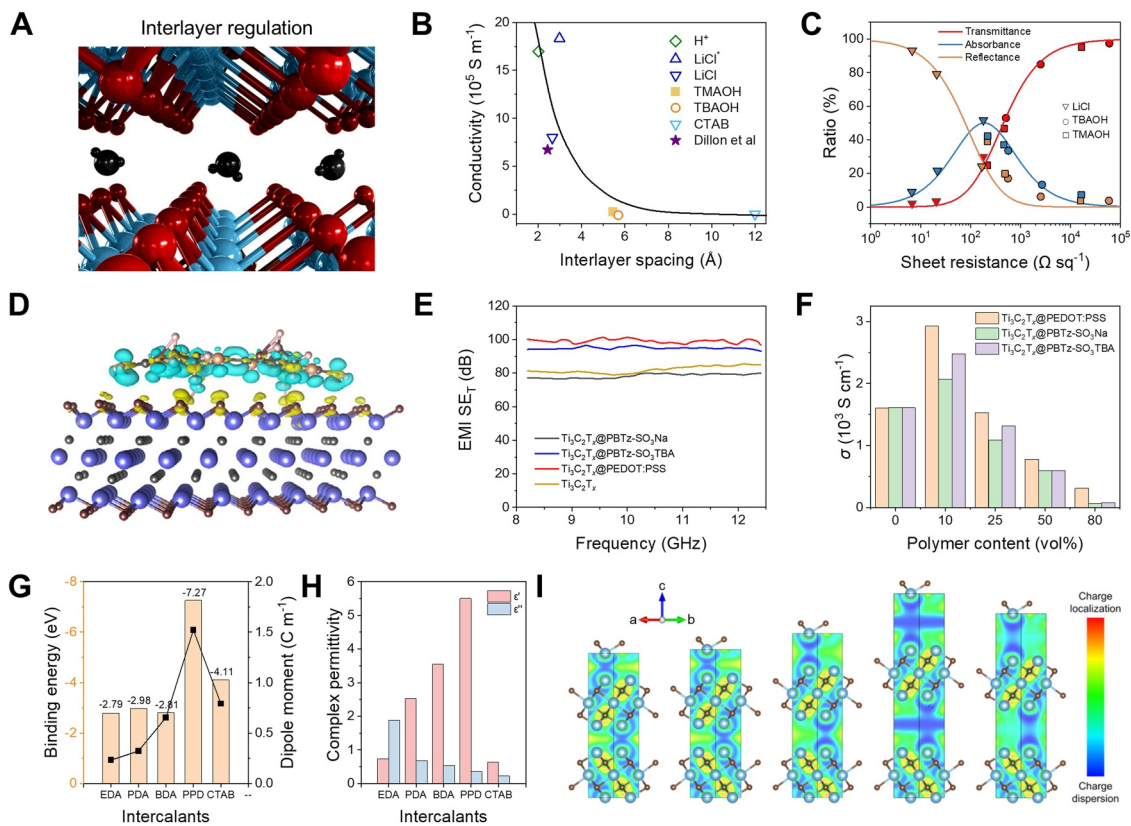 A
Interlayer regulation
B
Conductivity (10⁵ S m⁻¹)
20
15
10
5
0
2
4
6
8
10
12
Interlayer spacing (Å)
H⁺
LiCl*
LiCl
TMAOH
TBAOH
CTAB
Dillon et al
C
Ratio (%)
100
80
60
40
20
0
10⁰
10¹
10²
10³
10⁴
10⁵
Sheet resistance (Ω sq⁻¹)
Transmittance
Absorbance
Reflectance
LiCl
TBAOH
TMAOH
D
E
EMI SE_T (dB)
120
100
80
60
40
20
0
8
9
10
11
12
Frequency (GHz)
Ti₃C₂Tₓ@PBTz-SO₃Na
Ti₃C₂Tₓ@PBTz-SO₃TBA
Ti₃C₂Tₓ@PEDOT:PSS
Ti₃C₂Tₓ
F
σ (10³ S cm⁻¹)
3
2
1
0
0
10
25
50
80
Polymer content (vol%)
Ti₃C₂Tₓ@PEDOT:PSS
Ti₃C₂Tₓ@PBTz-SO₃Na
Ti₃C₂Tₓ@PBTz-SO₃TBA
G
Binding energy (eV)
-8
-6
-4
-2
0
-2.79
-2.98
-2.81
-7.27
-4.11
2.0
1.5
1.0
0.5
0.0
Dipole moment (C m⁻¹)
EDA
PDA
BDA
PPD
CTAB
--
Intercalants
H
Complex permittivity
6
5
4
3
2
1
0
ε'
ε"
EDA
PDA
BDA
PPD
CTAB
Intercalants
I
c
a
b
Charge
localization
Charge
dispersion